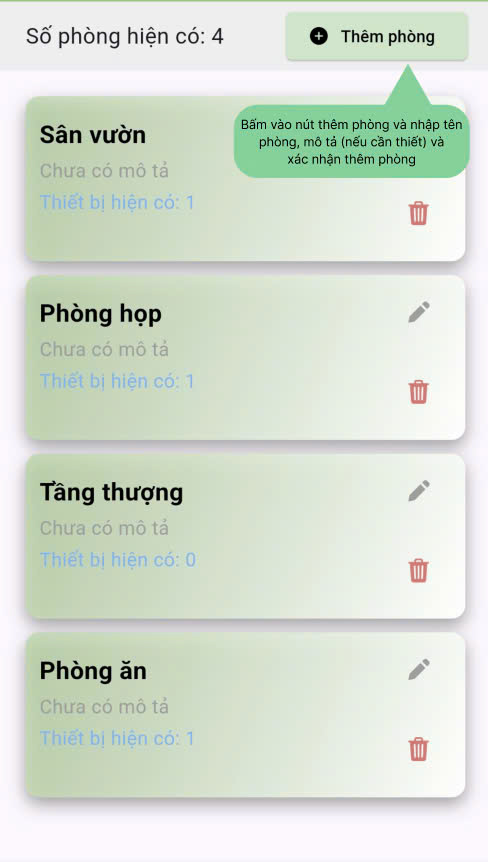 Số phòng hiện có: 4
Thêm phòng
Bấm vào nút thêm phòng và nhập tên
phòng, mô tả (nếu cần thiết) và
xác nhận thêm phòng
Sân vườn
Chưa có mô tả
Thiết bị hiện có: 1
Phòng họp
Chưa có mô tả
Thiết bị hiện có: 1
Tầng thượng
Chưa có mô tả
Thiết bị hiện có: 0
Phòng ăn
Chưa có mô tả
Thiết bị hiện có: 1